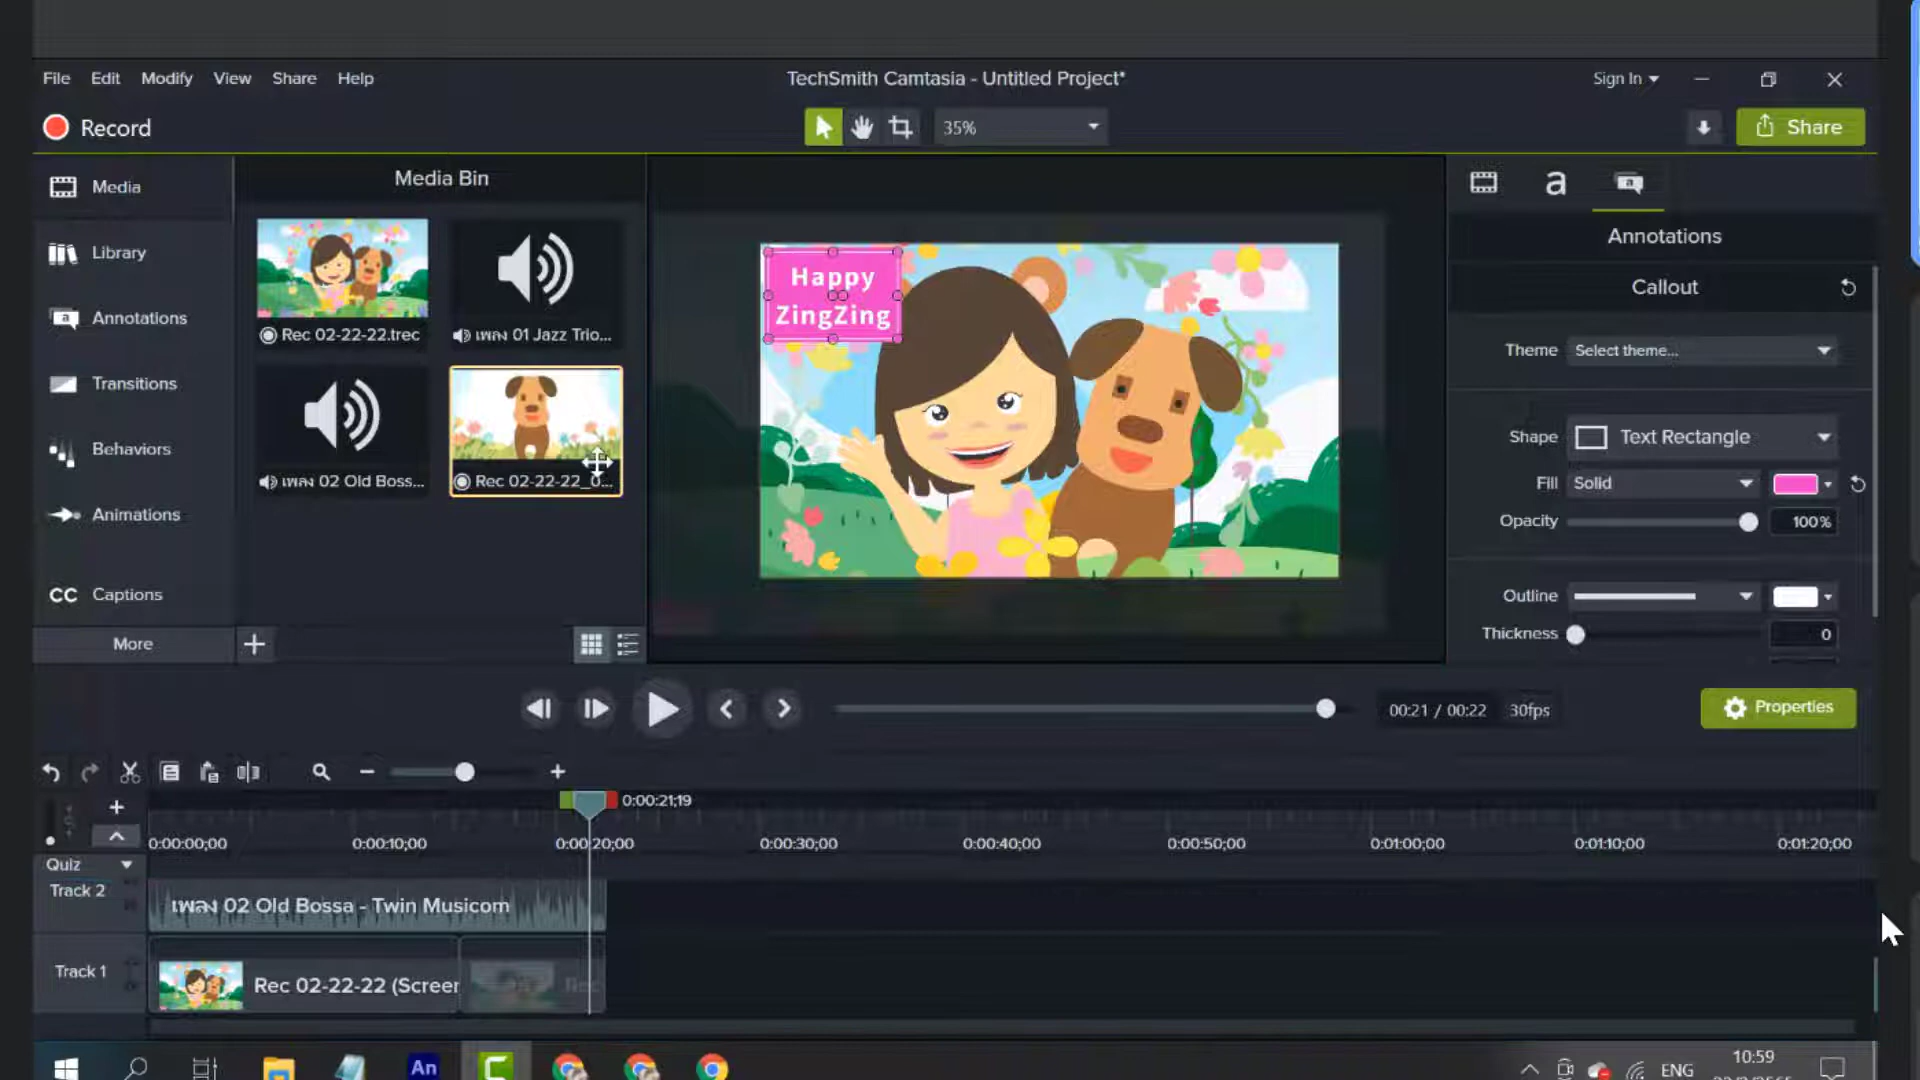 File Edit Modify View Share Help
TechSmith Camtasia - Untitled Project*
Sign In
Record
35%
Share
Media
Library
Annotations
Transitions
Behaviors
Animations
CC Captions
More
Media Bin
Rec 02-22-22.trec
เพลง 01 Jazz Trio...
เพลง 02 Old Boss...
Rec 02-22-22_0...
Happy
ZingZing
a
Annotations
Callout
Theme Select theme...
Shape Text Rectangle
Fill Solid
Opacity 100%
Outline
Thickness 0
00:21 / 00:22 30fps
Properties
0:00:21;19
0:00:00;00 0:00:10;00 0:00:20;00 0:00:30;00 0:00:40;00 0:00:50;00 0:01:00;00 0:01:10;00 0:01:20;00
Quiz
Track 2
เพลง 02 Old Bossa - Twin Musicom
Track 1
Rec 02-22-22 (Screen
An
ENG
10:59